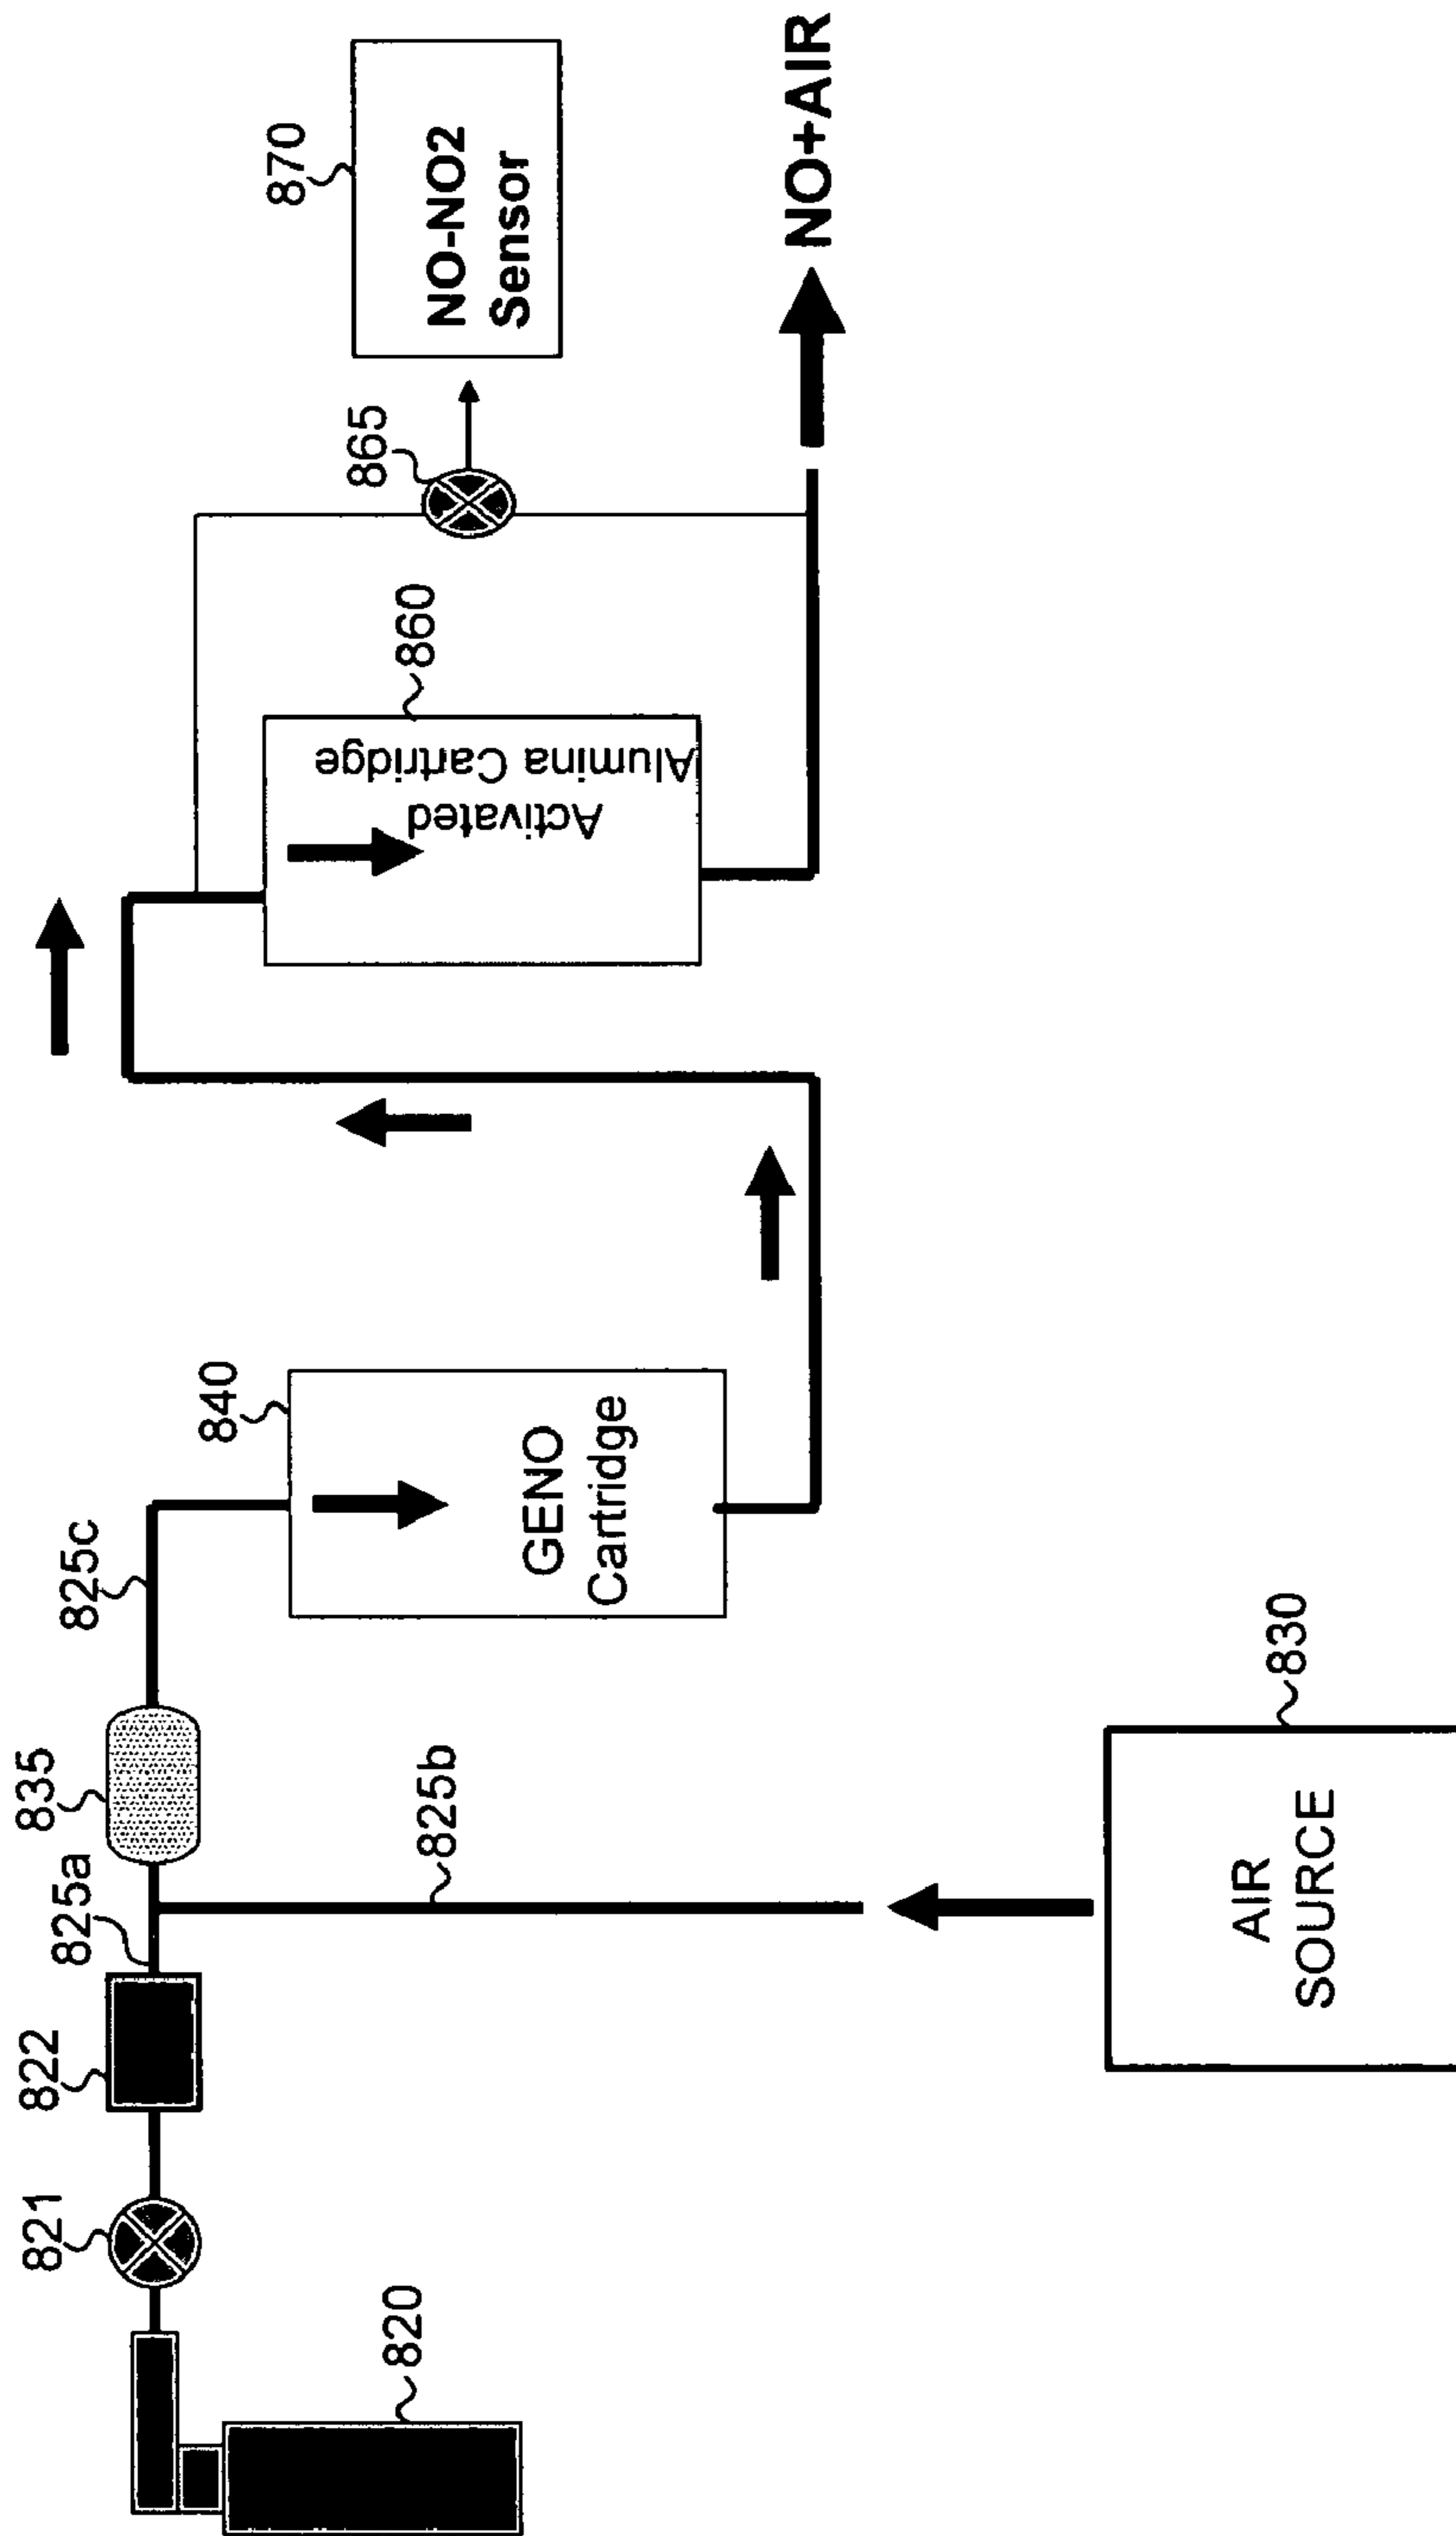 820
821
822
825a
835
825b
825c
830
AIR
SOURCE
840
GENO
Cartridge
860
Activated
Alumina Cartridge
865
870
NO-NO2
Sensor
NO+AIR